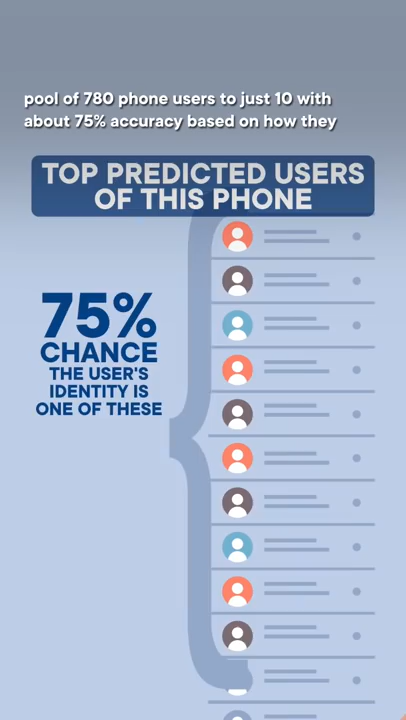 pool of 780 phone users to just 10 with
about 75% accuracy based on how they
TOP PREDICTED USERS
OF THIS PHONE
75%
CHANCE
THE USER'S
IDENTITY IS
ONE OF THESE